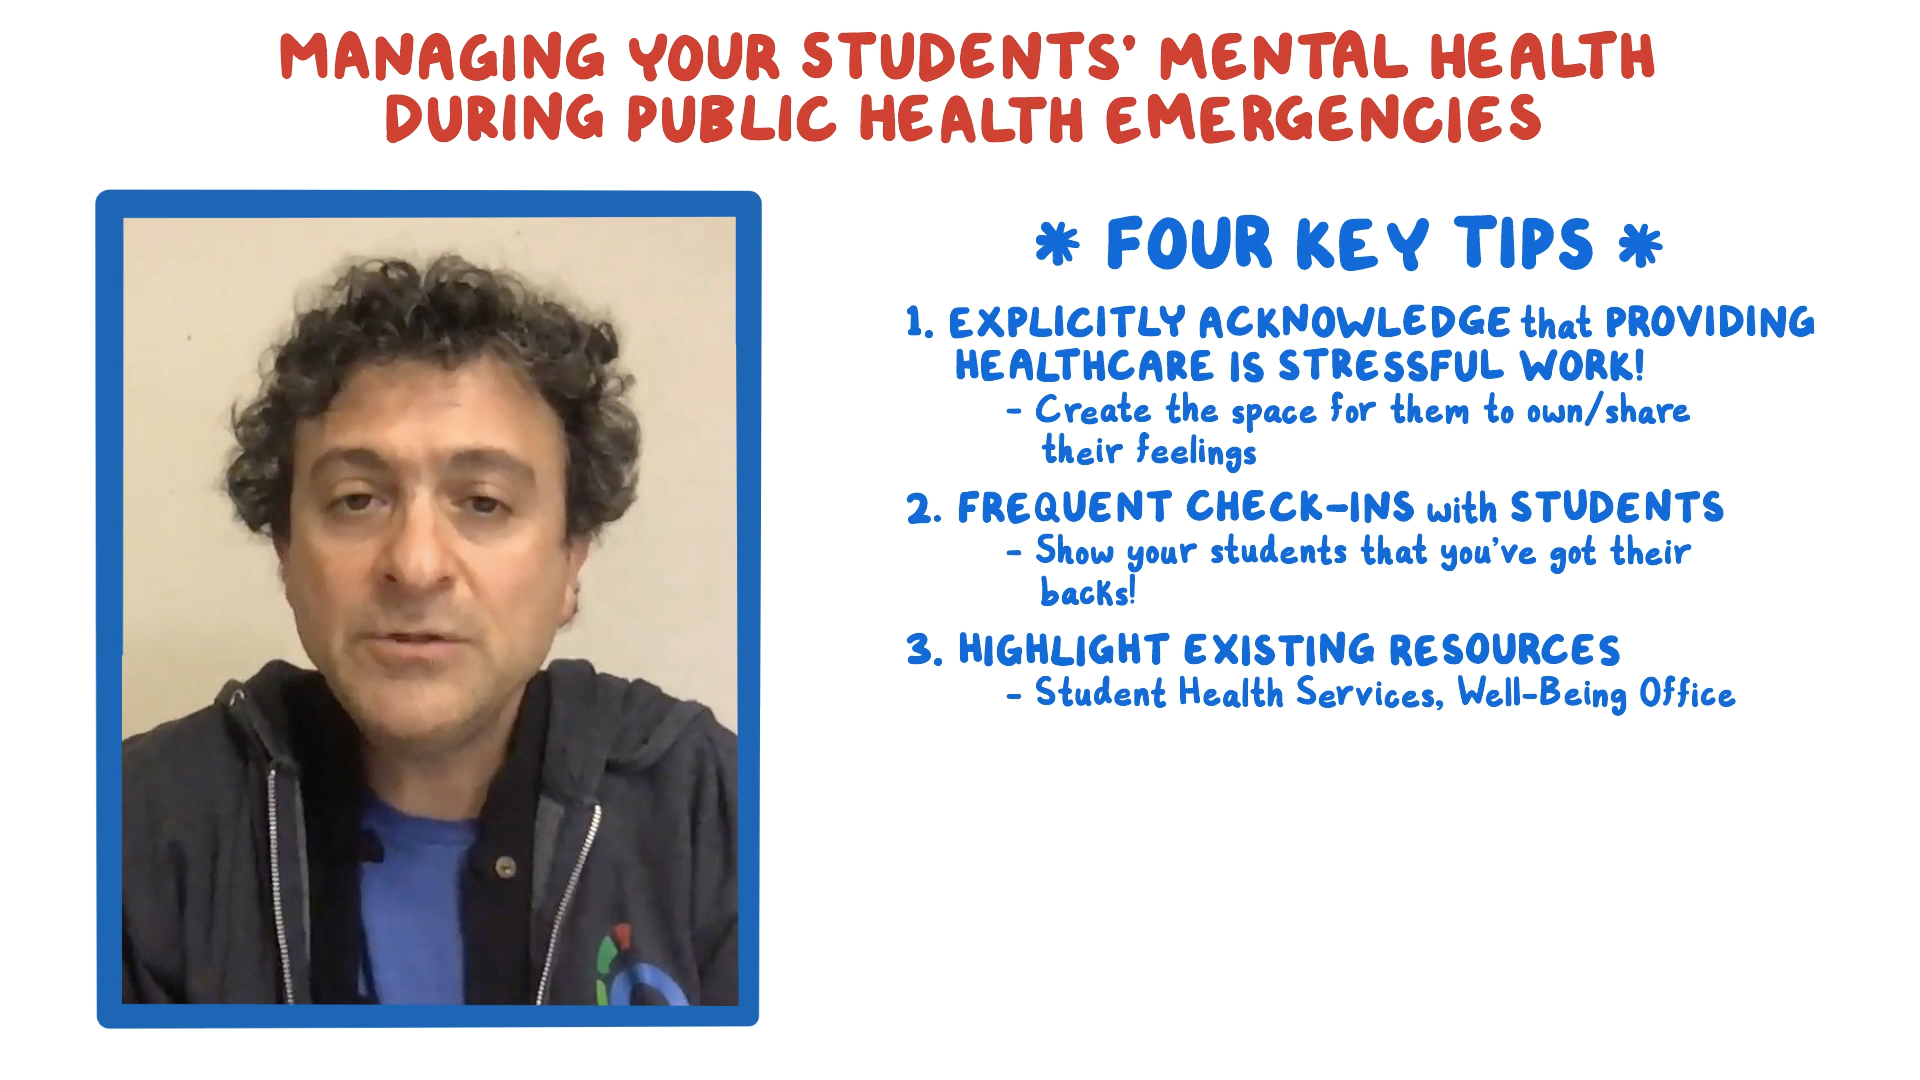 MANAGING YOUR STUDENTS' MENTAL HEALTH
DURING PUBLIC HEALTH EMERGENCIES
* FOUR KEY TIPS *
1. EXPLICITLY ACKNOWLEDGE that PROVIDING
HEALTHCARE IS STRESSFUL WORK!
- Create the space for them to own/share
their feelings
2. FREQUENT CHECK-INS with STUDENTS
- Show your students that you've got their
backs!
3. HIGHLIGHT EXISTING RESOURCES
- Student Health Services, Well-Being Office